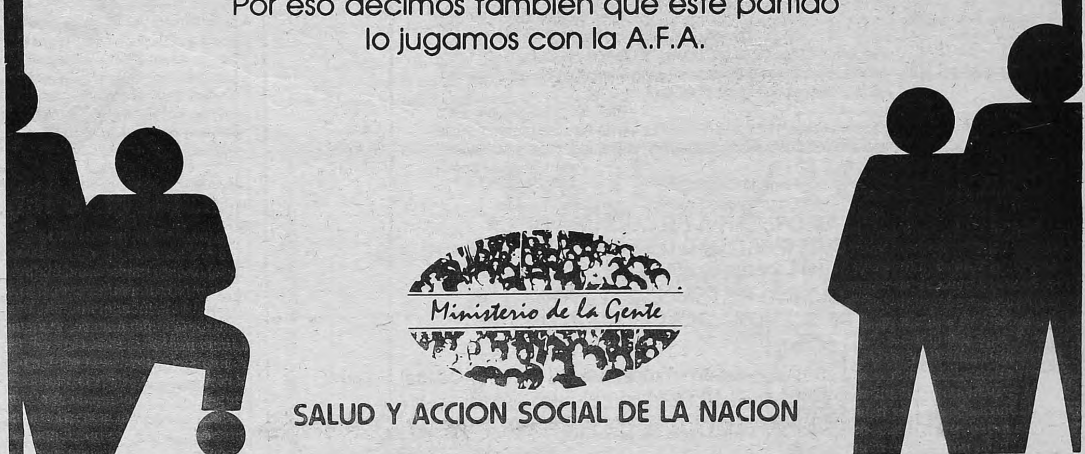 Por eso decimos también que este partido
lo jugamos con la A.F.A.
Ministerio de la Gente
SALUD Y ACCION SOCIAL DE LA NACION